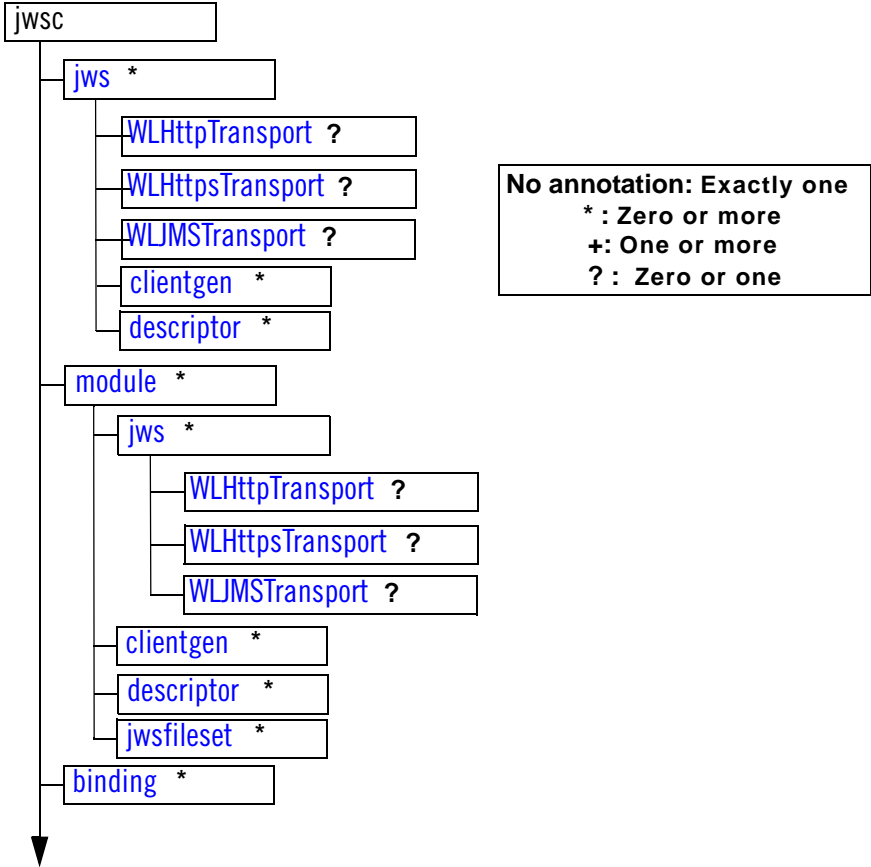 jwsc
jws *
WLHttpTransport ?
WLHttpsTransport ?
WLJMSTransport ?
clientgen *
descriptor *
module *
jws *
WLHttpTransport ?
WLHttpsTransport ?
WLJMSTransport ?
clientgen *
descriptor *
jwsfileset *
binding *
No annotation: Exactly one
* : Zero or more
+: One or more
? : Zero or one